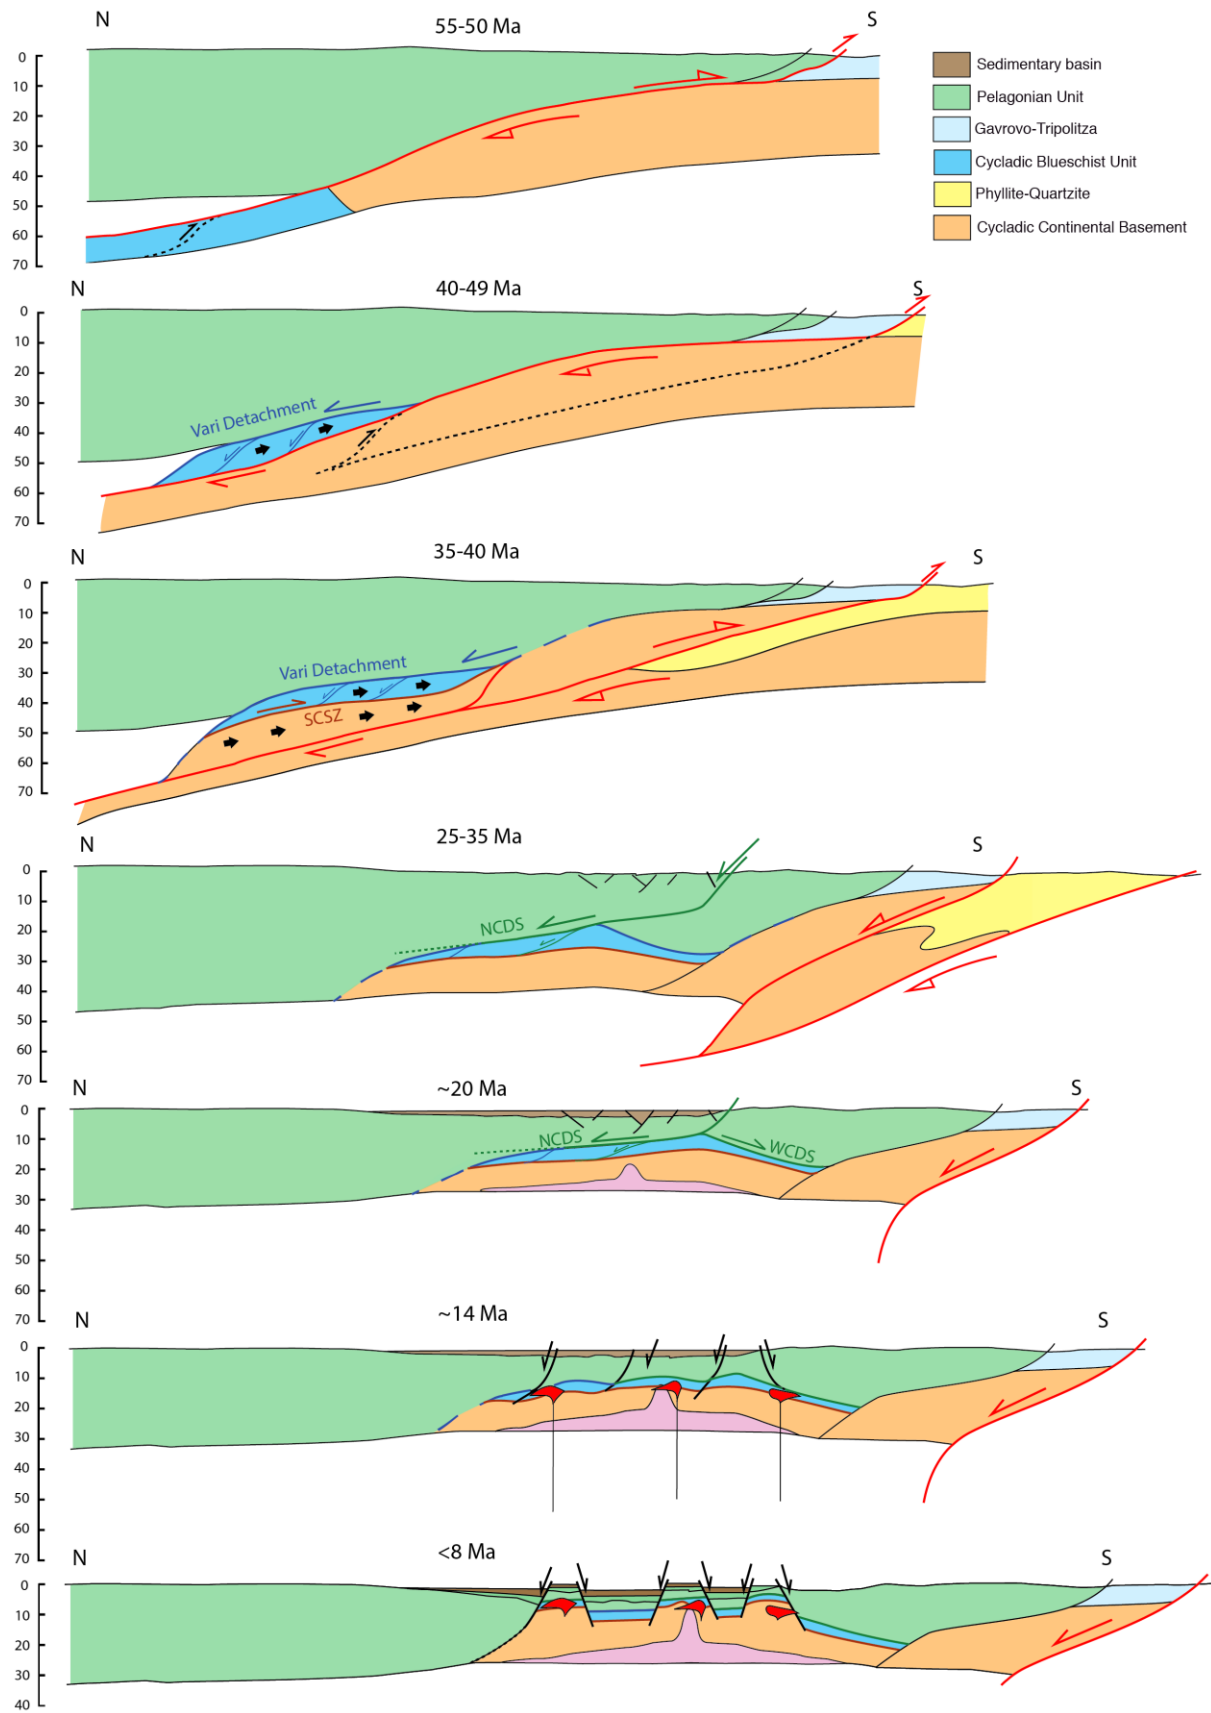 N
55-50 Ma
S
0
10
20
30
40
50
60
70
Sedimentary basin
Pelagonian Unit
Gavrovo-Tripolitza
Cycladic Blueschist Unit
Phyllite-Quartzite
Cycladic Continental Basement
N
40-49 Ma
S
0
10
20
30
40
50
60
70
Vari Detachment
N
35-40 Ma
S
0
10
20
30
40
50
60
70
Vari Detachment
SCSZ
N
25-35 Ma
S
0
10
20
30
40
50
60
70
NCDS
N
~20 Ma
S
0
10
20
30
40
50
60
70
NCDS
WCDS
N
~14 Ma
S
0
10
20
30
40
50
60
70
N
<8 Ma
S
0
10
20
30
40